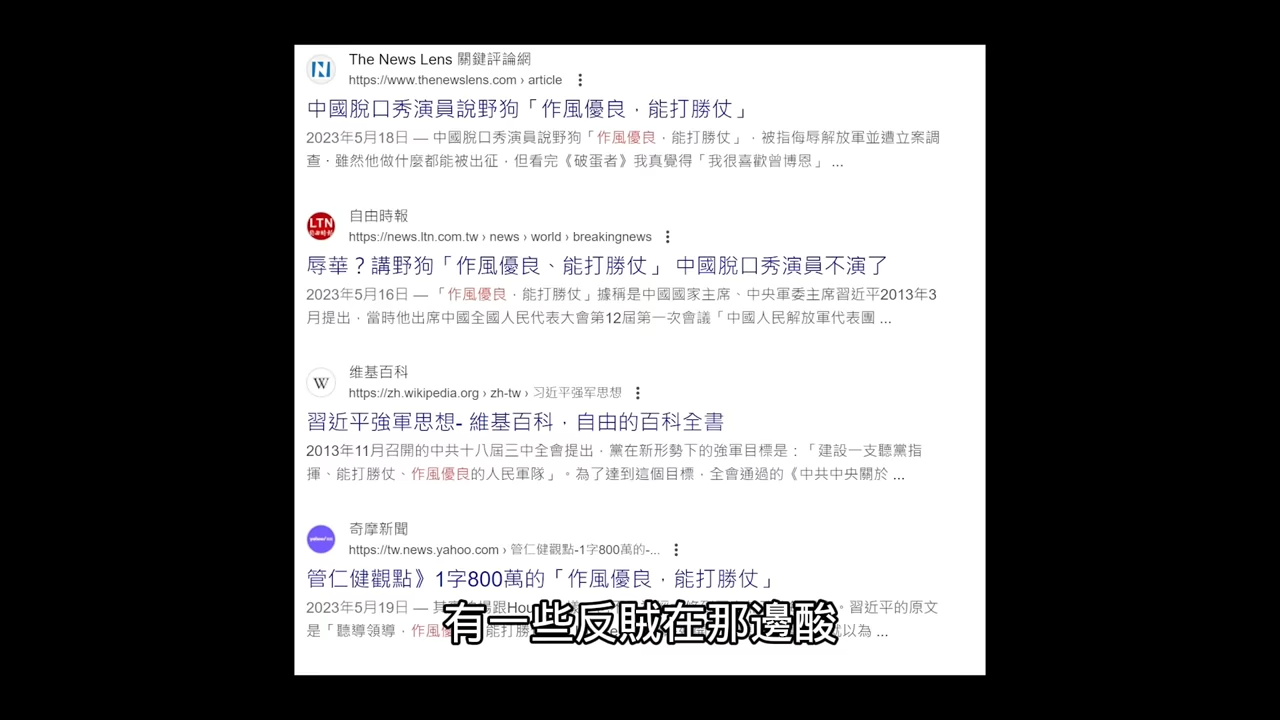 The News Lens 關鍵評論網
https://www.thenewslens.com › article
中國脫口秀演員說野狗「作風優良,能打勝仗」
2023年5月18日 — 中國脫口秀演員說野狗「作風優良,能打勝仗」,被指侮辱解放軍並遭立案調
查.雖然他做什麼都能被出征,但看完《破蛋者》我真覺得「我很喜歡曾博恩」 ...
LTN
自由時報
自由時報
https://news.ltn.com.tw › news › world › breakingnews
辱華?講野狗「作風優良、能打勝仗」 中國脫口秀演員不演了
2023年5月16日 — 「作風優良,能打勝仗」據稱是中國國家主席、中央軍委主席習近平2013年3
月提出,當時他出席中國全國人民代表大會第12屆第一次會議「中國人民解放軍代表團 ...
W
維基百科
https://zh.wikipedia.org › zh-tw › 习近平强军思想
習近平強軍思想- 維基百科,自由的百科全書
2013年11月召開的中共十八屆三中全會提出,黨在新形勢下的強軍目標是:「建設一支聽黨指
揮、能打勝仗、作風優良的人民軍隊」。為了達到這個目標,全會通過的《中共中央關於 ...
奇摩新聞
https://tw.news.yahoo.com › 管仁健觀點-1字800萬的-...
管仁健觀點》1字800萬的「作風優良,能打勝仗」
2023年5月19日 — 其 跟Hou 。習近平的原文
是「聽導領導,作風 能打勝 以為 ...
有一些反賊在那邊酸